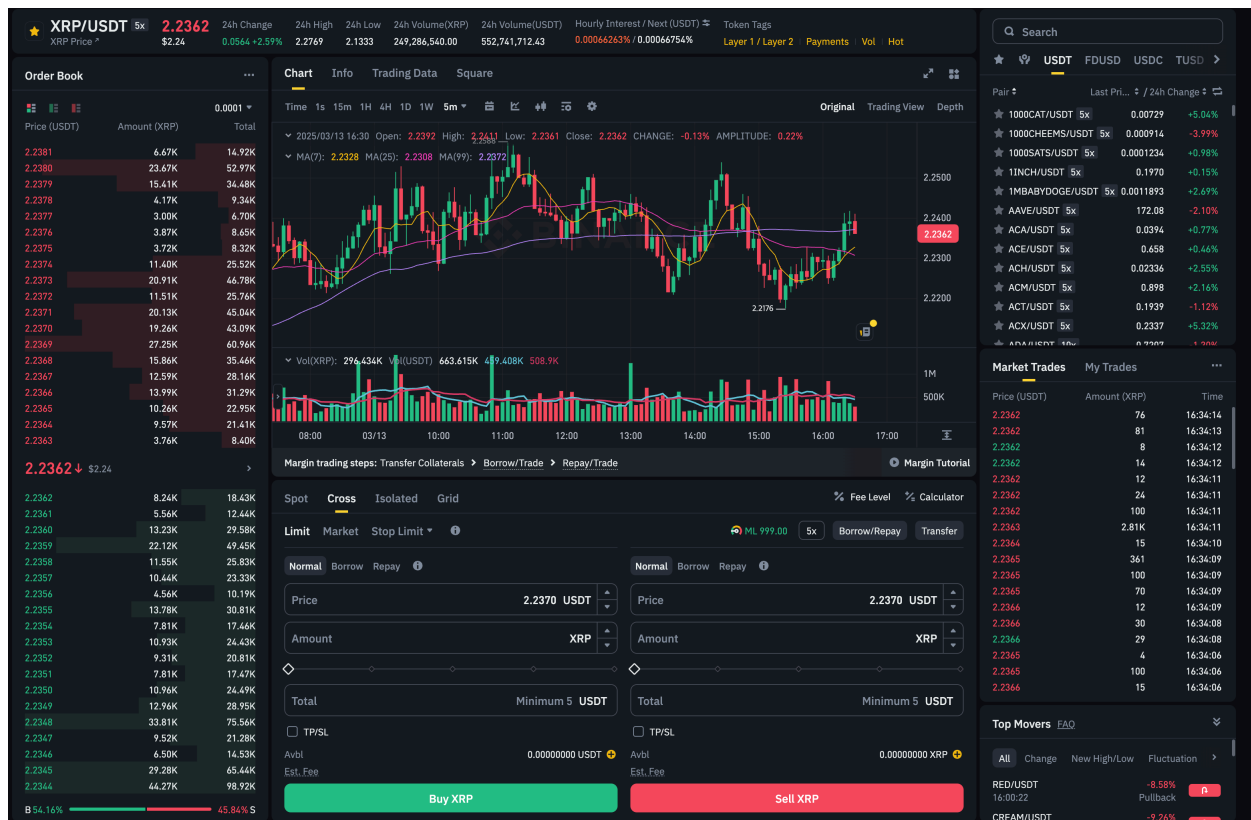 XRP/USDT 5x
XRP Price
2.2362
$2.24
24h Change
0.0564 +2.59%
24h High
2.2769
24h Low
2.1333
24h Volume(XRP)
249,286,540.00
24h Volume(USDT)
552,741,712.43
Hourly Interest / Next (USDT)
0.00066263% / 0.00066754%
Token Tags
Layer 1 / Layer 2 Payments Vol Hot
Order Book
0.0001
Price (USDT) Amount (XRP) Total
2.2381 6.67K 14.92K
2.2380 23.67K 52.97K
2.2379 15.41K 34.48K
2.2378 4.17K 9.34K
2.2377 3.00K 6.70K
2.2376 3.87K 8.65K
2.2375 3.72K 8.32K
2.2374 11.40K 25.52K
2.2373 20.91K 46.78K
2.2372 11.51K 25.76K
2.2371 20.13K 45.04K
2.2370 19.26K 43.09K
2.2369 27.25K 60.96K
2.2368 15.86K 35.46K
2.2367 12.59K 28.16K
2.2366 13.99K 31.29K
2.2365 10.26K 22.95K
2.2364 9.57K 21.41K
2.2363 3.76K 8.40K
2.2362↓ $2.24
2.2362 8.24K 18.43K
2.2361 5.56K 12.44K
2.2360 13.23K 29.58K
2.2359 22.12K 49.45K
2.2358 11.55K 25.83K
2.2357 10.44K 23.33K
2.2356 4.56K 10.19K
2.2355 13.78K 30.81K
2.2354 7.81K 17.46K
2.2353 10.93K 24.43K
2.2352 9.31K 20.81K
2.2351 7.81K 17.47K
2.2350 10.96K 24.49K
2.2349 12.96K 28.95K
2.2348 33.81K 75.56K
2.2347 9.52K 21.28K
2.2346 6.50K 14.53K
2.2345 29.28K 65.44K
2.2344 44.27K 98.92K
B 54.16% 45.84% S
Chart Info Trading Data Square
Time 1s 15m 1H 4H 1D 1W 5m
Original Trading View Depth
2025/03/13 16:30 Open: 2.2392 High: 2.2411 Low: 2.2361 Close: 2.2362 CHANGE: -0.13% AMPLITUDE: 0.22%
MA(7): 2.2328 MA(25): 2.2308 MA(99): 2.2372
2.2500
2.2400
2.2362
2.2300
2.2200
2.2176
Vol(XRP): 296.434K Vol(USDT) 663.615K 459.408K 508.9K
1M
500K
08:00 03/13 10:00 11:00 12:00 13:00 14:00 15:00 16:00 17:00
Margin trading steps: Transfer Collaterals > Borrow/Trade > Repay/Trade
Margin Tutorial
Spot Cross Isolated Grid
Fee Level Calculator
Limit Market Stop Limit
ML 999.00 5x Borrow/Repay Transfer
Normal Borrow Repay
Price 2.2370 USDT
Amount XRP
Total Minimum 5 USDT
TP/SL
Avbl 0.00000000 USDT
Est. Fee
Buy XRP
Normal Borrow Repay
Price 2.2370 USDT
Amount XRP
Total Minimum 5 USDT
TP/SL
Avbl 0.00000000 XRP
Est. Fee
Sell XRP
Search
USDT FDUSD USDC TUSD
Pair Last Pri... / 24h Change
1000CAT/USDT 5x 0.00729 +5.04%
1000CHEEMS/USDT 5x 0.000914 -3.99%
1000SATS/USDT 5x 0.0001234 +0.98%
1INCH/USDT 5x 0.1970 +0.15%
1MBABYDOGE/USDT 5x 0.0011893 +2.69%
AAVE/USDT 5x 172.08 -2.10%
ACA/USDT 5x 0.0394 +0.77%
ACE/USDT 5x 0.658 +0.46%
ACH/USDT 5x 0.02336 +2.55%
ACM/USDT 5x 0.898 +2.16%
ACT/USDT 5x 0.1939 -1.12%
ACX/USDT 5x 0.2337 +5.32%
Market Trades My Trades
Price (USDT) Amount (XRP) Time
2.2362 76 16:34:14
2.2362 81 16:34:13
2.2362 8 16:34:12
2.2362 14 16:34:12
2.2362 12 16:34:11
2.2362 24 16:34:11
2.2362 100 16:34:11
2.2363 2.81K 16:34:11
2.2364 15 16:34:10
2.2365 361 16:34:09
2.2365 100 16:34:09
2.2365 70 16:34:09
2.2366 12 16:34:09
2.2366 30 16:34:08
2.2366 29 16:34:08
2.2365 4 16:34:06
2.2365 100 16:34:06
2.2366 15 16:34:06
Top Movers FAQ
All Change New High/Low Fluctuation
RED/USDT -8.58%
16:00:22 Pullback
CREAM/USDT -9.26%